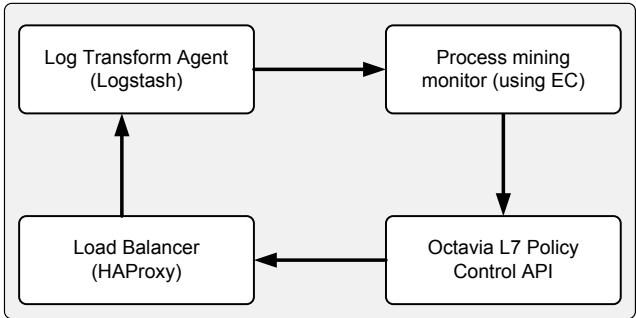 Log Transform Agent
(Logstash)
Process mining
monitor (using EC)
Load Balancer
(HAProxy)
Octavia L7 Policy
Control API